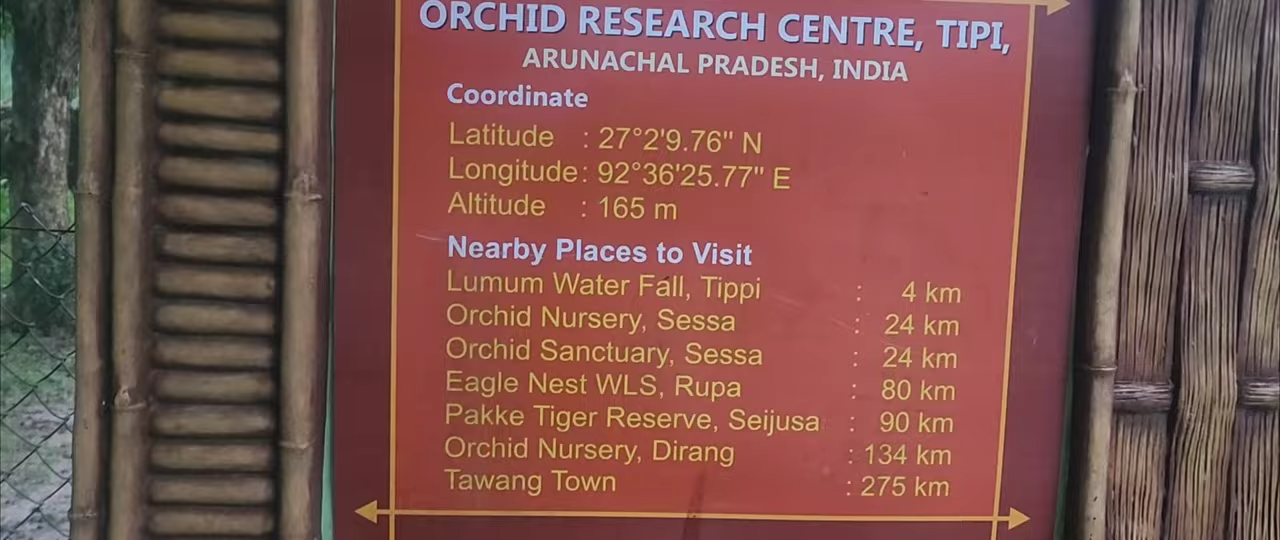 ORCHID RESEARCH CENTRE, TIPI,
ARUNACHAL PRADESH, INDIA
Coordinate
Latitude : 27°2'9.76" N
Longitude : 92°36'25.77" E
Altitude : 165 m
Nearby Places to Visit
Lumum Water Fall, Tippi : 4 km
Orchid Nursery, Sessa : 24 km
Orchid Sanctuary, Sessa : 24 km
Eagle Nest WLS, Rupa : 80 km
Pakke Tiger Reserve, Seijusa : 90 km
Orchid Nursery, Dirang : 134 km
Tawang Town : 275 km